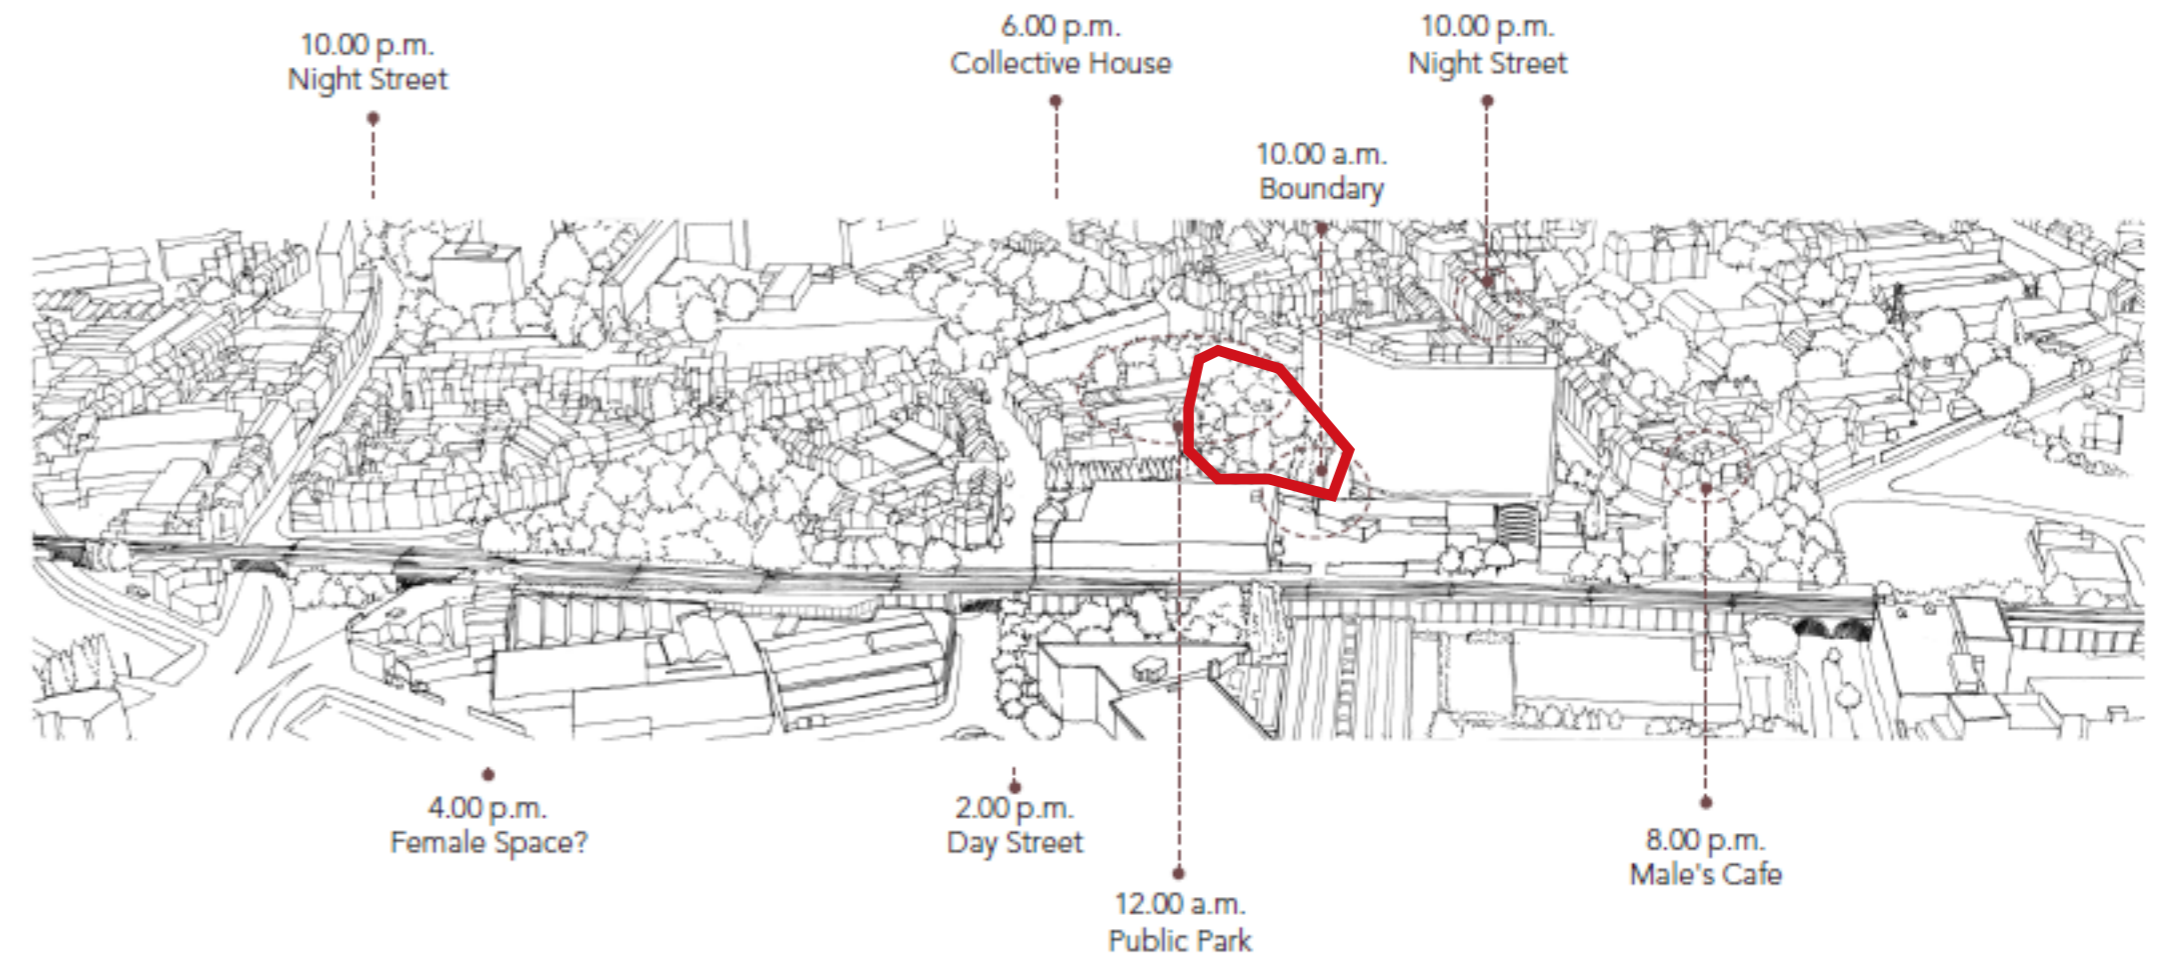 10.00 p.m.
Night Street
6.00 p.m.
Collective House
10.00 p.m.
Night Street
10.00 a.m.
Boundary
4.00 p.m.
Female Space?
2.00 p.m.
Day Street
12.00 a.m.
Public Park
8.00 p.m.
Male's Cafe